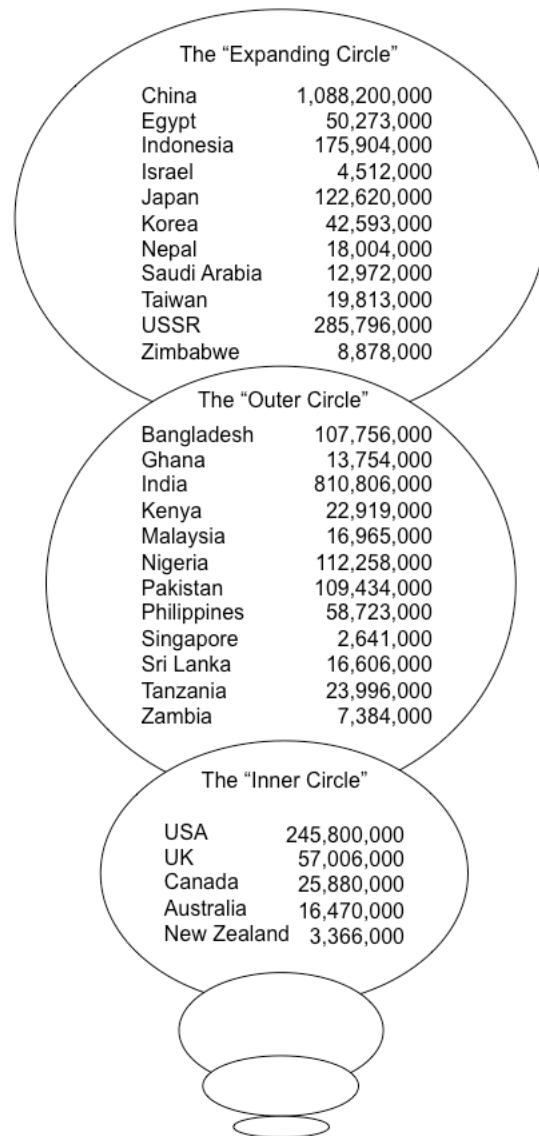 The “Expanding Circle”
China 1,088,200,000
Egypt 50,273,000
Indonesia 175,904,000
Israel 4,512,000
Japan 122,620,000
Korea 42,593,000
Nepal 18,004,000
Saudi Arabia 12,972,000
Taiwan 19,813,000
USSR 285,796,000
Zimbabwe 8,878,000
The “Outer Circle”
Bangladesh 107,756,000
Ghana 13,754,000
India 810,806,000
Kenya 22,919,000
Malaysia 16,965,000
Nigeria 112,258,000
Pakistan 109,434,000
Philippines 58,723,000
Singapore 2,641,000
Sri Lanka 16,606,000
Tanzania 23,996,000
Zambia 7,384,000
The “Inner Circle”
USA 245,800,000
UK 57,006,000
Canada 25,880,000
Australia 16,470,000
New Zealand 3,366,000